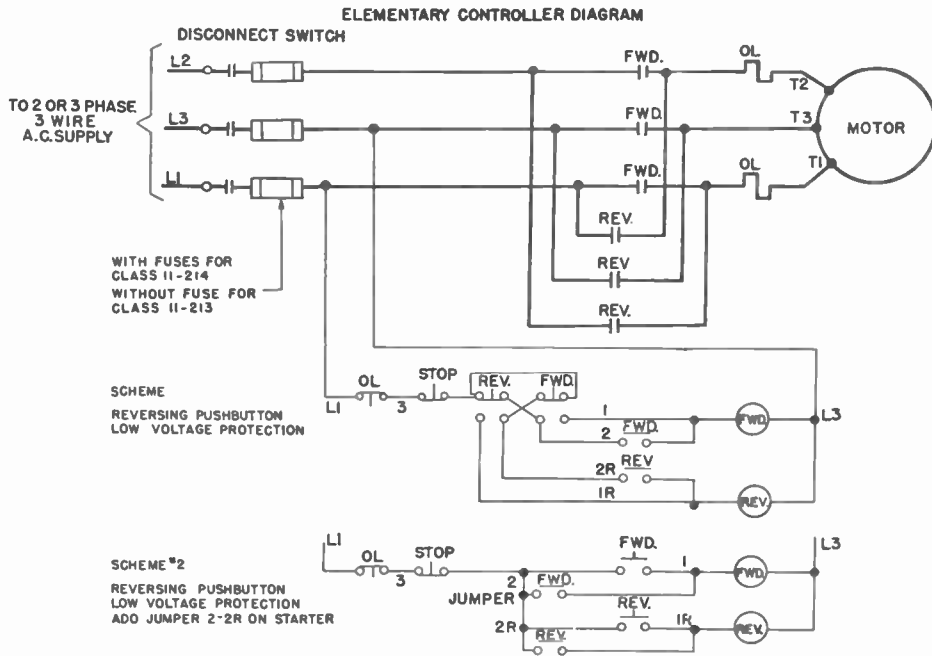 ELEMENTARY CONTROLLER DIAGRAM
DISCONNECT SWITCH
L2
FWD.
OL
T2
TO 2 OR 3 PHASE
3 WIRE
A.C. SUPPLY
L3
FWD.
T3
MOTOR
L1
FWD.
OL
T1
REV.
REV
REV.
WITH FUSES FOR
CLASS 11-214
WITHOUT FUSE FOR
CLASS 11-213
SCHEME
REVERSING PUSHBUTTON
LOW VOLTAGE PROTECTION
L1
OL
3
STOP
REV.
FWD.
1
FWD.
L3
2
FWD.
2R
REV
1R
REV.
SCHEME #2
REVERSING PUSHBUTTON
LOW VOLTAGE PROTECTION
ADD JUMPER 2-2R ON STARTER
L1
OL
3
STOP
FWD.
1
FWD.
L3
2
FWD.
JUMPER
REV.
1R
REV.
2R
REV.